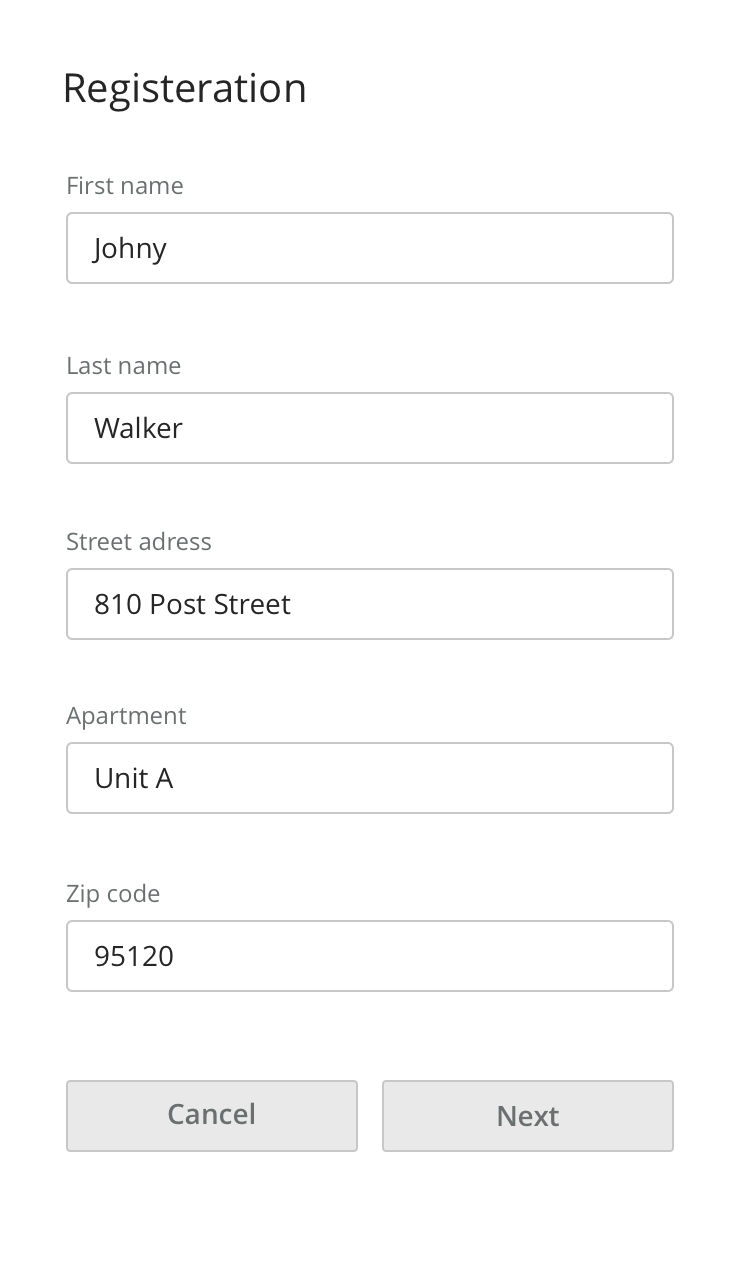 Registeration
First name
Johny
Last name
Walker
Street adress
810 Post Street
Apartment
Unit A
Zip code
95120
Cancel
Next